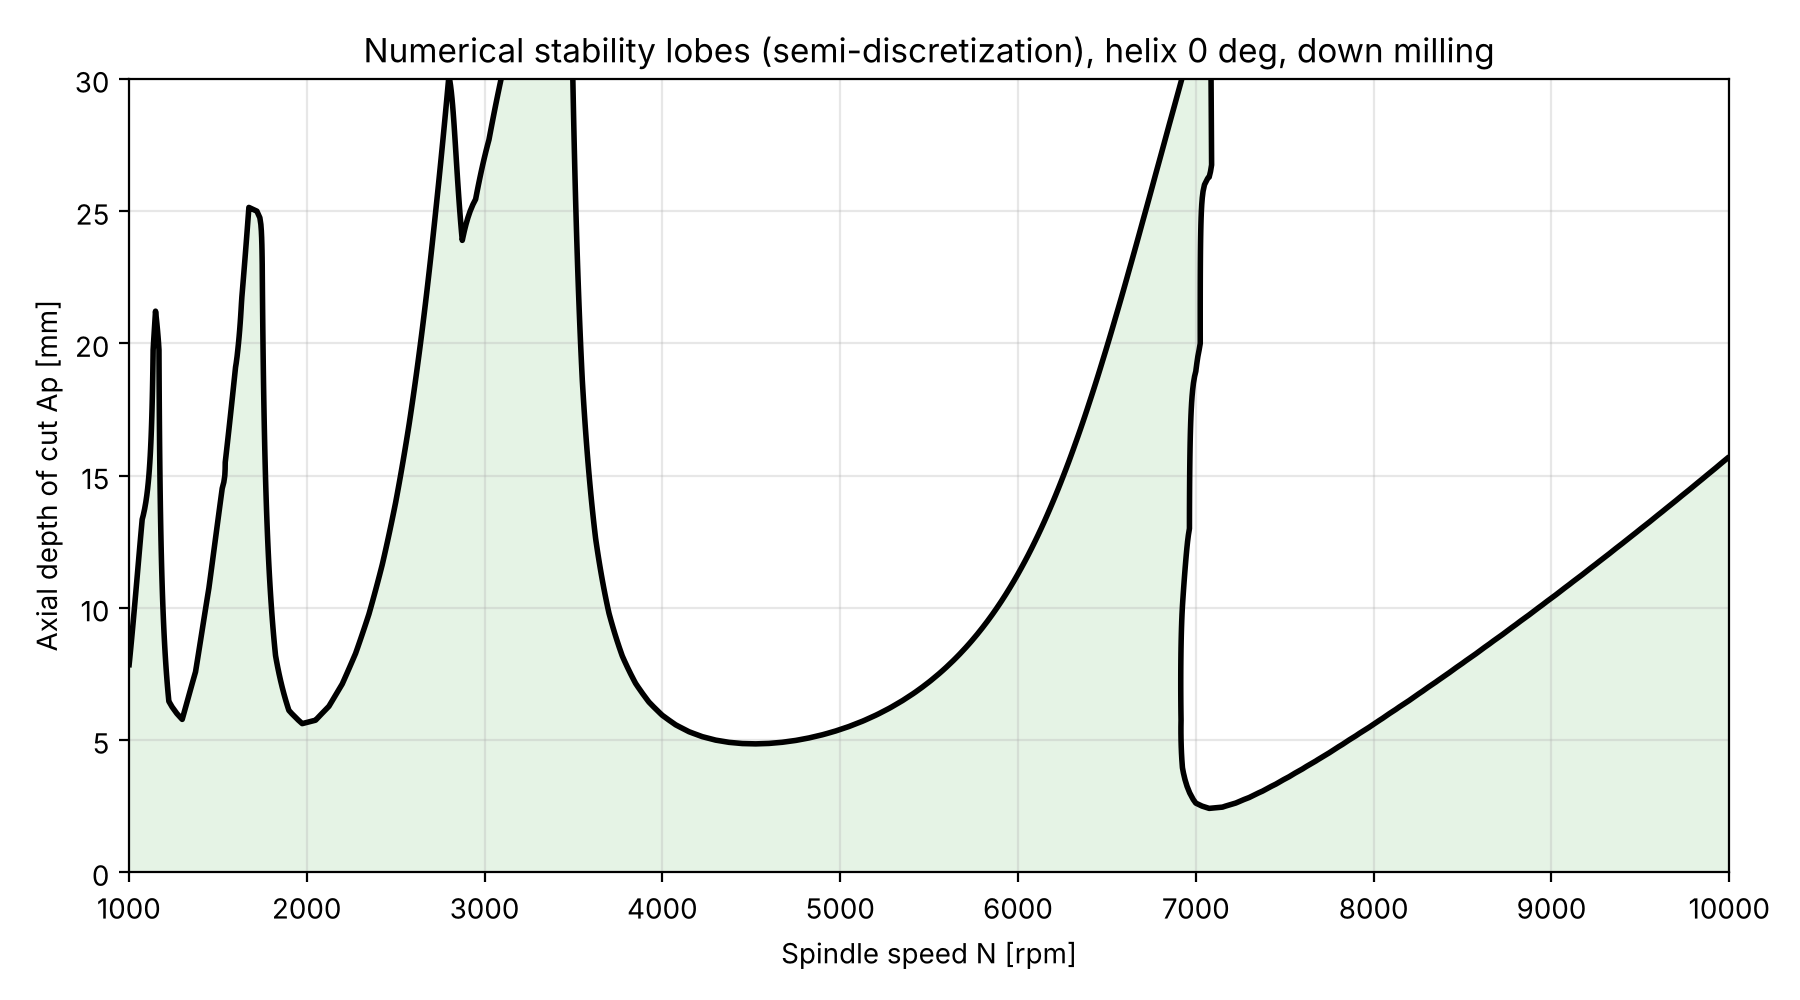 Numerical stability lobes (semi-discretization), helix 0 deg, down milling
Axial depth of cut Ap [mm]
30
25
20
15
10
5
0
1000 2000 3000 4000 5000 6000 7000 8000 9000 10000
Spindle speed N [rpm]